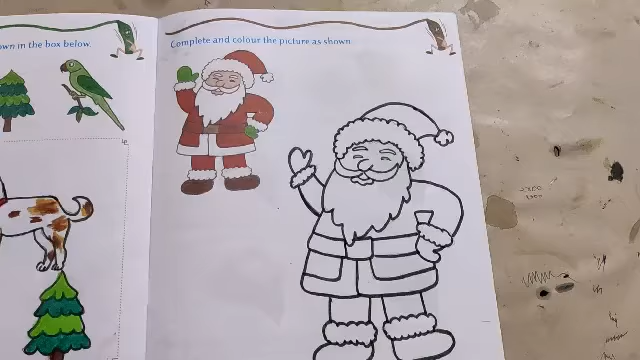 own in the box below.
Complete and colour the picture as shown